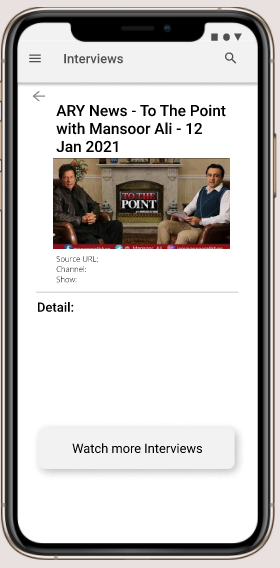 Interviews
ARY News - To The Point
with Mansoor Ali - 12
Jan 2021
TO THE
POINT
Source URL:
Channel:
Show:
Detail:
Watch more Interviews